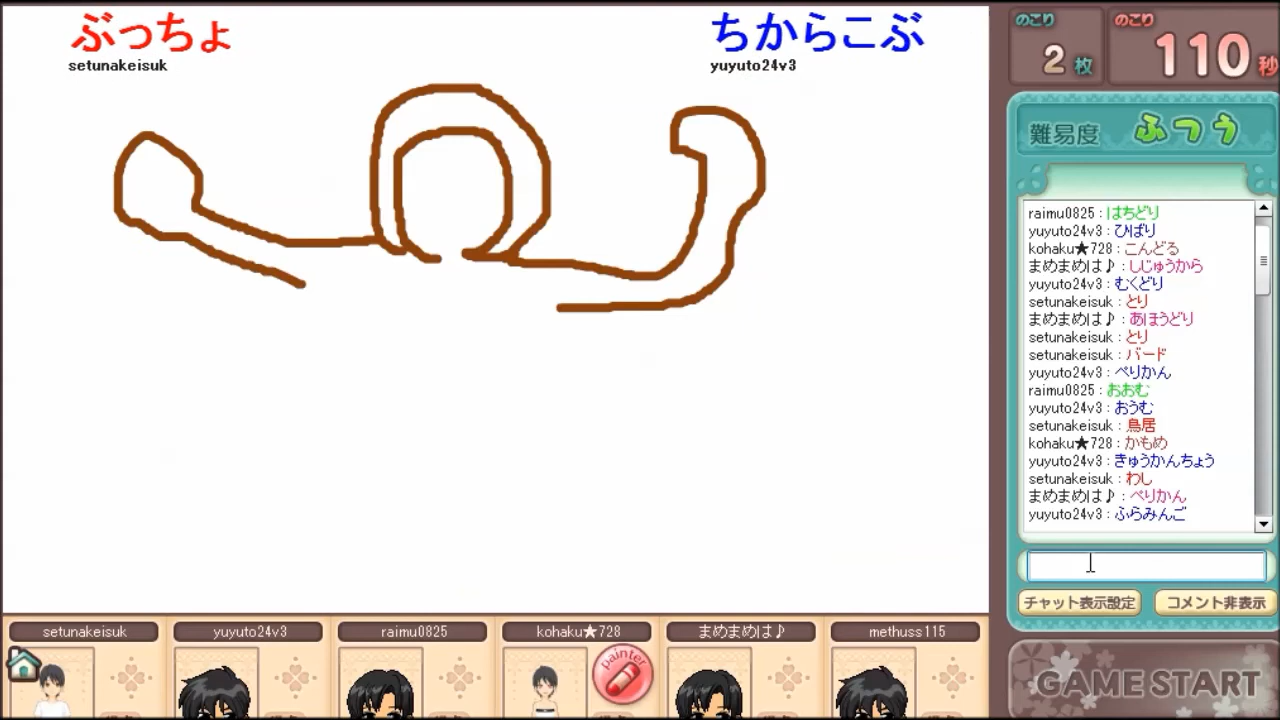 ぶっちょ
setunakeisuk
ちからこぶ
yuyuto24v3
のこり
2枚
のこり
110秒
難易度 ふつう
raimu0825 : はちどり
yuyuto24v3 : ひばり
kohaku★728 : こんどる
まめまめは♪ : しじゅうから
yuyuto24v3 : むくどり
setunakeisuk : とり
まめまめは♪ : あほうどり
setunakeisuk : とり
setunakeisuk : バード
yuyuto24v3 : ぺりかん
raimu0825 : おおむ
yuyuto24v3 : おうむ
setunakeisuk : 鳥居
kohaku★728 : かもめ
yuyuto24v3 : きゅうかんちょう
setunakeisuk : わし
まめまめは♪ : ぺりかん
yuyuto24v3 : ふらみんご
チャット表示設定
コメント非表示
setunakeisuk
yuyuto24v3
raimu0825
kohaku★728
まめまめは♪
methuss115
painter
GAME START